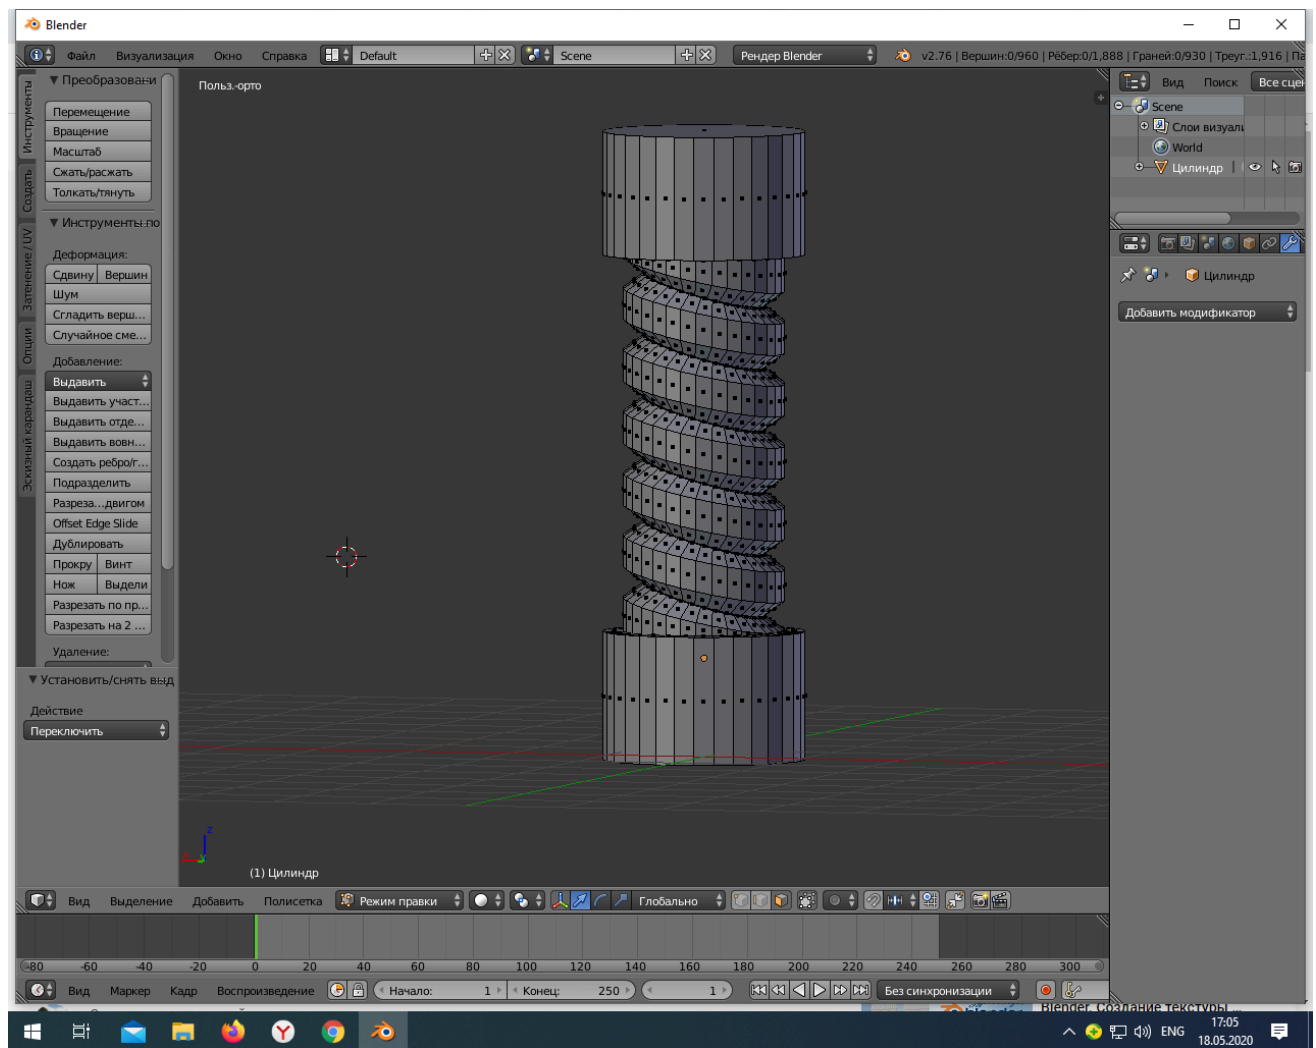 Blender
Файл Визуализация Окно Справка Default Scene Рендер Blender v2.76 | Вершин:0/960 | Рёбер:0/1,888 | Граней:0/930 | Треуг.:1,916 | Па
Преобразовани
Перемещение
Вращение
Масштаб
Сжать/расжать
Толкать/тянуть
Инструменты по
Деформация:
Сдвину Вершин
Шум
Сгладить верш...
Случайное сме...
Добавление:
Выдавить
Выдавить участ...
Выдавить отде...
Выдавить вовн...
Создать ребро/г...
Подразделить
Разреза...двигом
Offset Edge Slide
Дублировать
Прокру Винт
Нож Выдели
Разрезать по пр...
Разрезать на 2 ...
Удаление:
Инструменты
Создать
Затенение / UV
Опции
Эскизный карандаш
Установить/снять выд
Действие
Переключить
Польз.-орто
z
x
y
(1) Цилиндр
Вид Поиск Все сце
Scene
Слои визуалы
World
Цилиндр
Цилиндр
Добавить модификатор
Вид Выделение Добавить Полисетка Режим правки Глобально
-80 -60 -40 -20 0 20 40 60 80 100 120 140 160 180 200 220 240 260 280 300
Вид Маркер Кадр Воспроизведение Начало: 1 Конец: 250 1 Без синхронизации
Blender. Создание текстуры ...
ENG
17:05
18.05.2020